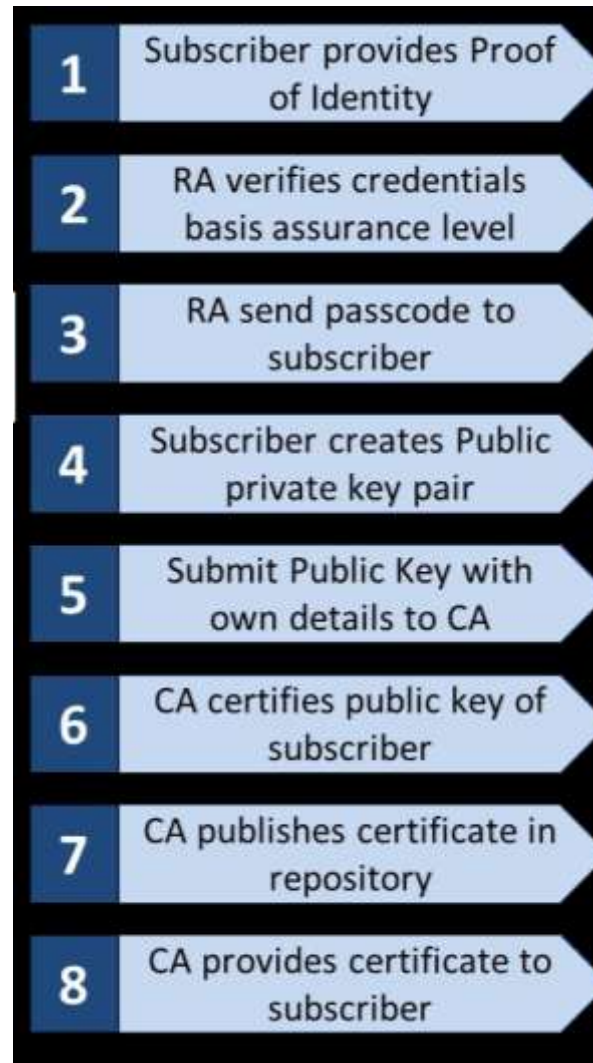 1
Subscriber provides Proof
of Identity
2
RA verifies credentials
basis assurance level
3
RA send passcode to
subscriber
4
Subscriber creates Public
private key pair
5
Submit Public Key with
own details to CA
6
CA certifies public key of
subscriber
7
CA publishes certificate in
repository
8
CA provides certificate to
subscriber